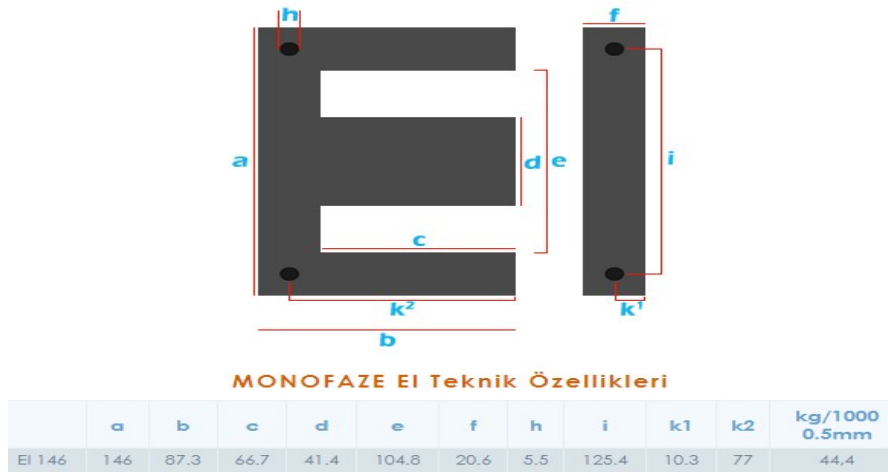 h
f
a
d
e
i
c
k²
k¹
b
MONOFAZE EI Teknik Özellikleri
a b c d e f h i k1 k2 kg/1000 0.5mm
EI 146 146 87.3 66.7 41.4 104.8 20.6 5.5 125.4 10.3 77 44,4